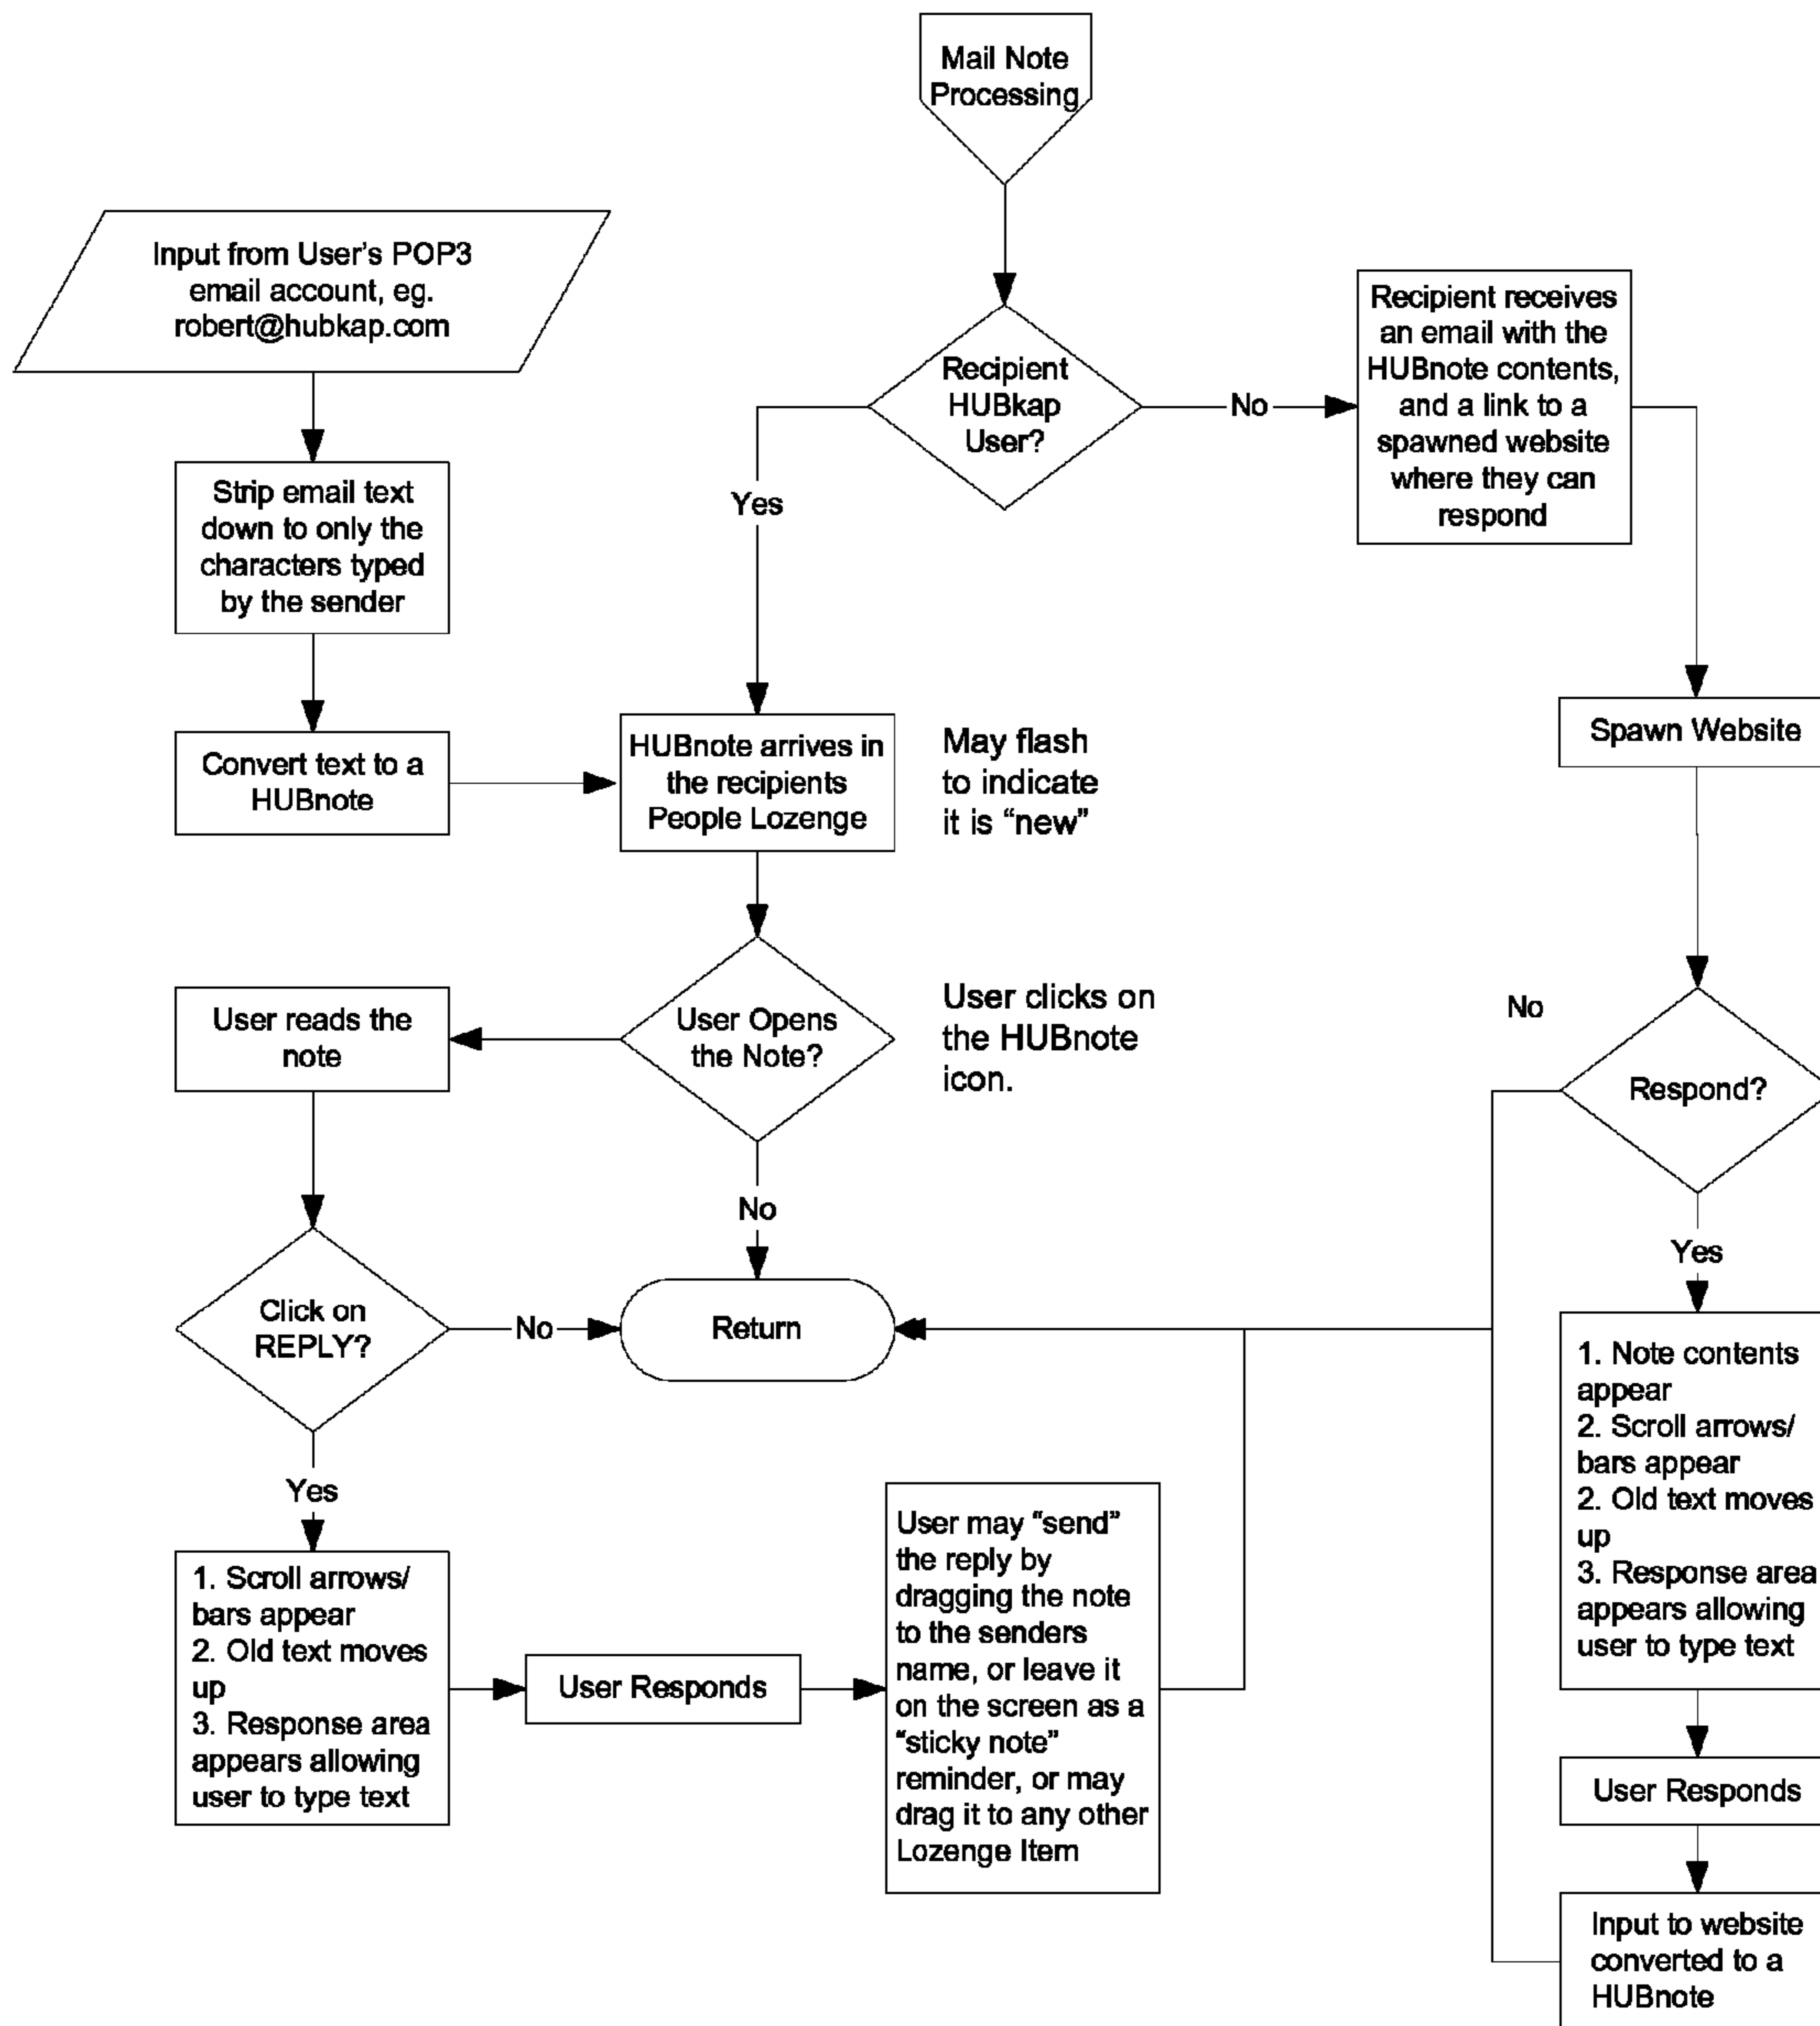 Mail Note
Processing
Input from User's POP3
email account, eg.
robert@hubkap.com
Recipient receives
an email with the
HUBnote contents,
and a link to a
spawned website
where they can
respond
Recipient
HUBkap
User?
No
Yes
Strip email text
down to only the
characters typed
by the sender
Convert text to a
HUBnote
HUBnote arrives in
the recipients
People Lozenge
May flash
to indicate
it is “new”
Spawn Website
User reads the
note
User Opens
the Note?
User clicks on
the HUBnote
icon.
No
Respond?
No
Yes
Click on
REPLY?
No
Return
Yes
1. Note contents
appear
2. Scroll arrows/
bars appear
2. Old text moves
up
3. Response area
appears allowing
user to type text
1. Scroll arrows/
bars appear
2. Old text moves
up
3. Response area
appears allowing
user to type text
User Responds
User may “send”
the reply by
dragging the note
to the senders
name, or leave it
on the screen as a
“sticky note”
reminder, or may
drag it to any other
Lozenge Item
User Responds
Input to website
converted to a
HUBnote